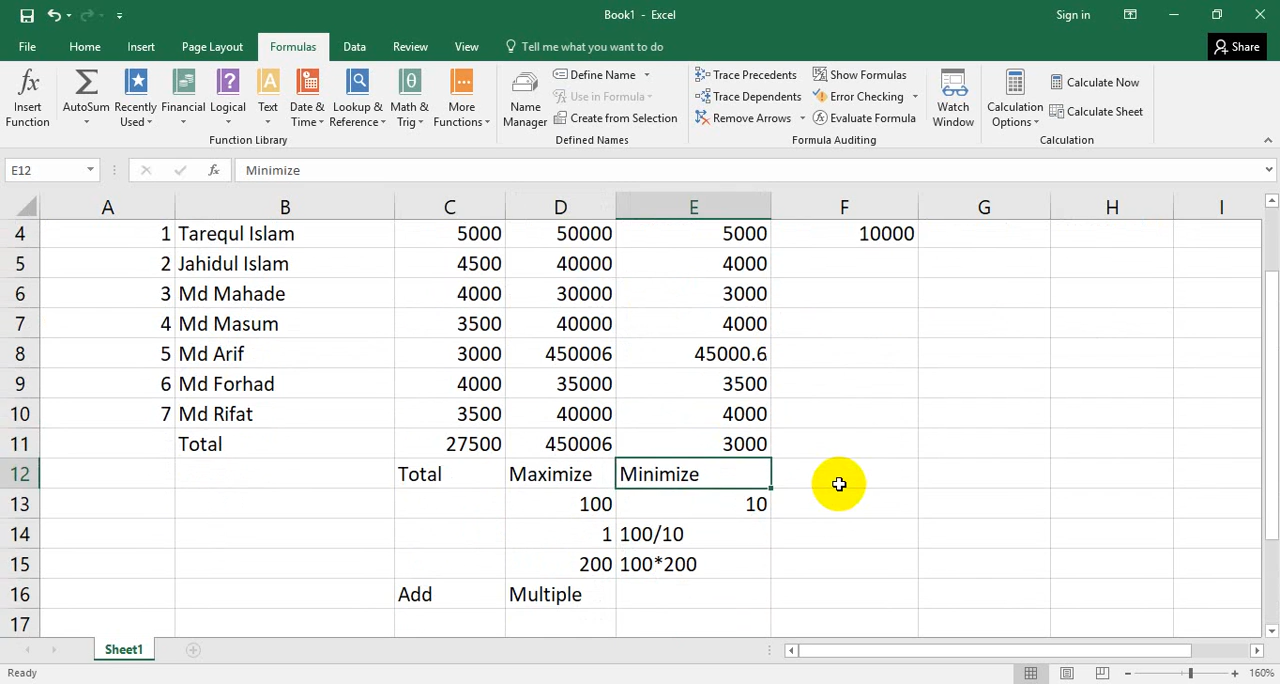 Book1 - Excel
Sign in
File Home Insert Page Layout Formulas Data Review View Tell me what you want to do Share
Insert Function
AutoSum
Recently Used
Financial
Logical
Text
Date & Time
Lookup & Reference
Math & Trig
More Functions
Function Library
Name Manager
Define Name
Use in Formula
Create from Selection
Defined Names
Trace Precedents
Trace Dependents
Remove Arrows
Show Formulas
Error Checking
Evaluate Formula
Formula Auditing
Watch Window
Calculation Options
Calculate Now
Calculate Sheet
Calculation
E12 fx Minimize
A B C D E F G H I
4 1 Tarequl Islam 5000 50000 5000 10000
5 2 Jahidul Islam 4500 40000 4000
6 3 Md Mahade 4000 30000 3000
7 4 Md Masum 3500 40000 4000
8 5 Md Arif 3000 450006 45000.6
9 6 Md Forhad 4000 35000 3500
10 7 Md Rifat 3500 40000 4000
11 Total 27500 450006 3000
12 Total Maximize Minimize
13 100 10
14 1 100/10
15 200 100*200
16 Add Multiple
17
Sheet1
Ready
160%